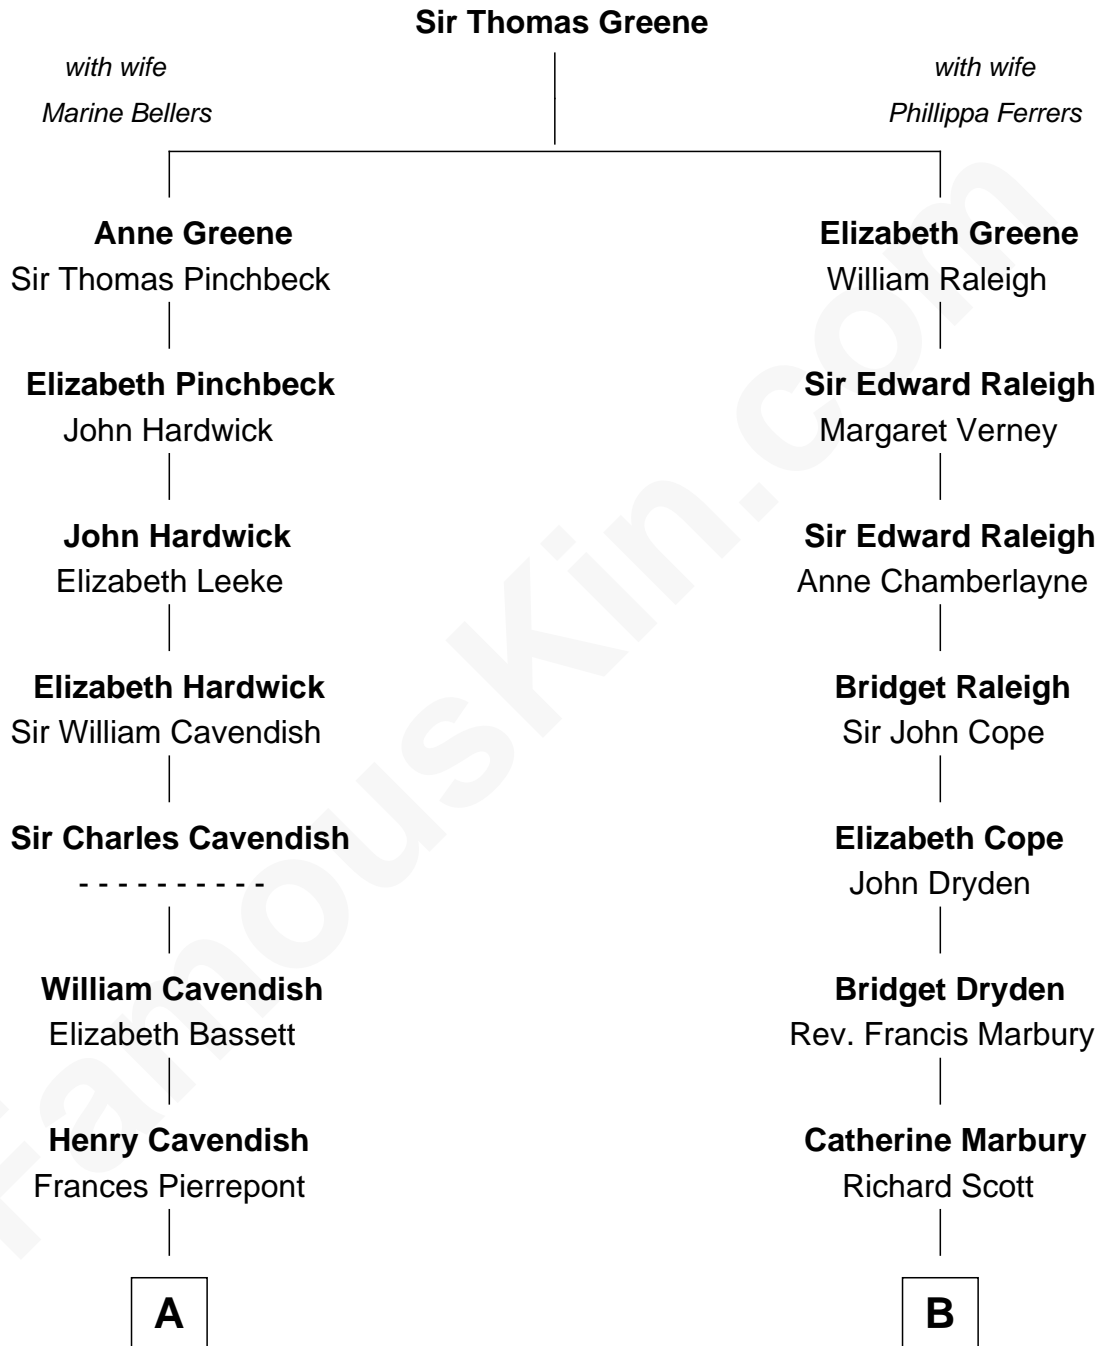 Sir Thomas Greene
with wife
Marine Bellers
with wife
Phillippa Ferrers
Anne Greene
Sir Thomas Pinchbeck
Elizabeth Greene
William Raleigh
Elizabeth Pinchbeck
John Hardwick
Sir Edward Raleigh
Margaret Verney
John Hardwick
Elizabeth Leeke
Sir Edward Raleigh
Anne Chamberlayne
Elizabeth Hardwick
Sir William Cavendish
Bridget Raleigh
Sir John Cope
Sir Charles Cavendish
- - - - - - - - - -
Elizabeth Cope
John Dryden
William Cavendish
Elizabeth Bassett
Bridget Dryden
Rev. Francis Marbury
Henry Cavendish
Frances Pierrepont
Catherine Marbury
Richard Scott
A
B
FamousKin.com